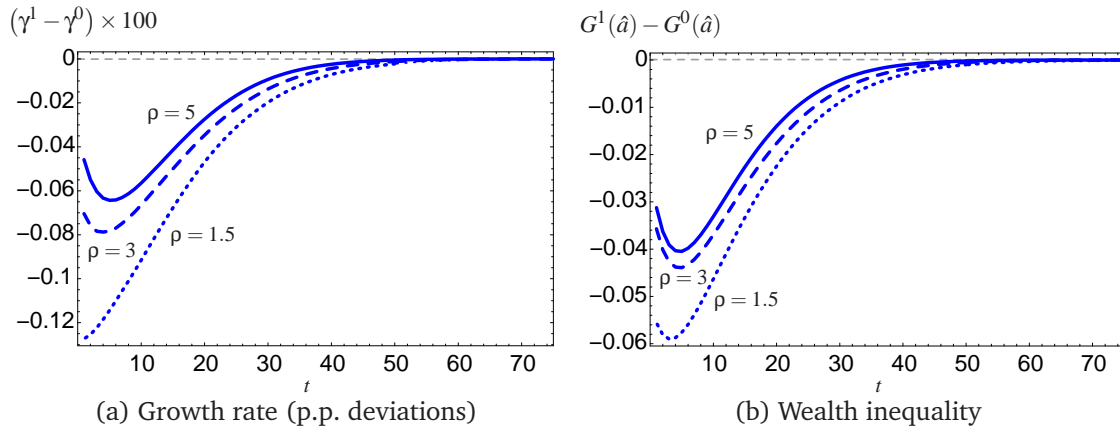 (γ¹ − γ⁰) × 100
0
−0.02
−0.04
−0.06
−0.08
−0.1
−0.12
ρ = 5
ρ = 3
ρ = 1.5
10 20 30 40 50 60 70
t
(a) Growth rate (p.p. deviations)
G¹(â) − G⁰(â)
0
−0.01
−0.02
−0.03
−0.04
−0.05
−0.06
ρ = 5
ρ = 3
ρ = 1.5
10 20 30 40 50 60 70
t
(b) Wealth inequality